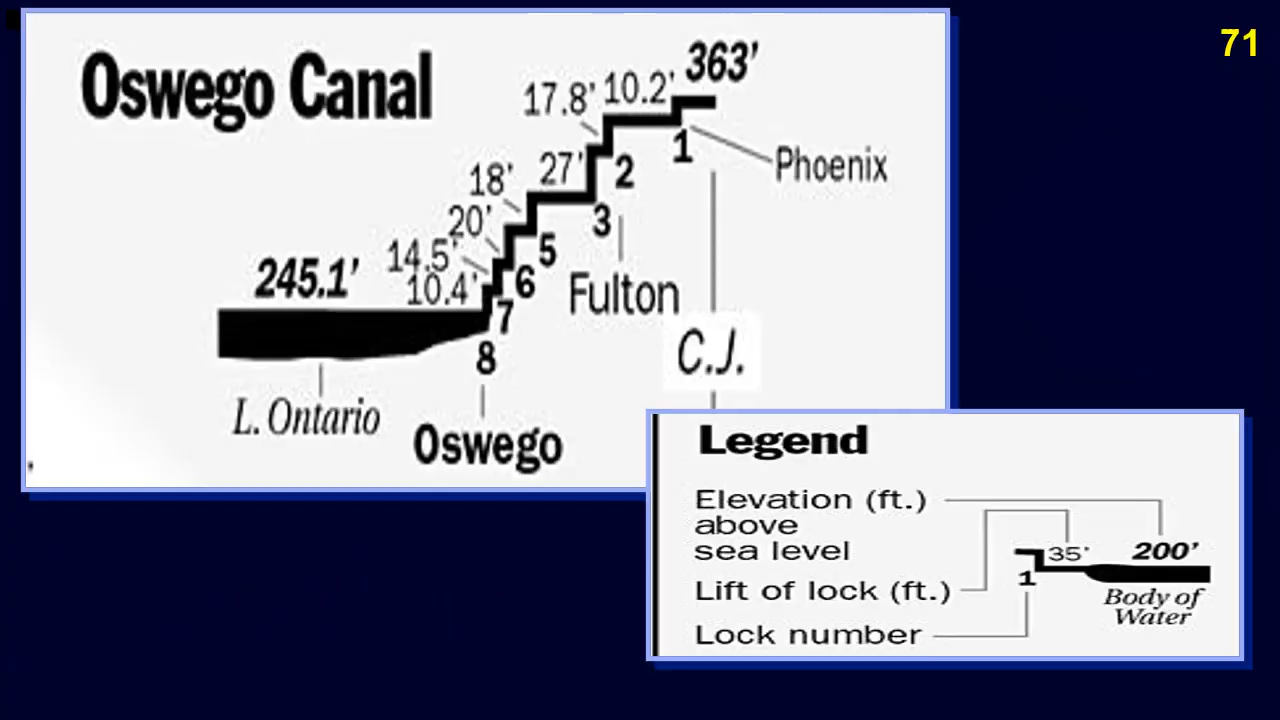 71
Oswego Canal
363'
10.2'
17.8'
1
Phoenix
2
27'
18'
3
20'
5
14.5'
245.1'
6
10.4'
Fulton
7
C.J.
8
L. Ontario
Oswego
Legend
Elevation (ft.)
above
sea level
35'
200'
1
Lift of lock (ft.)
Body of
Water
Lock number